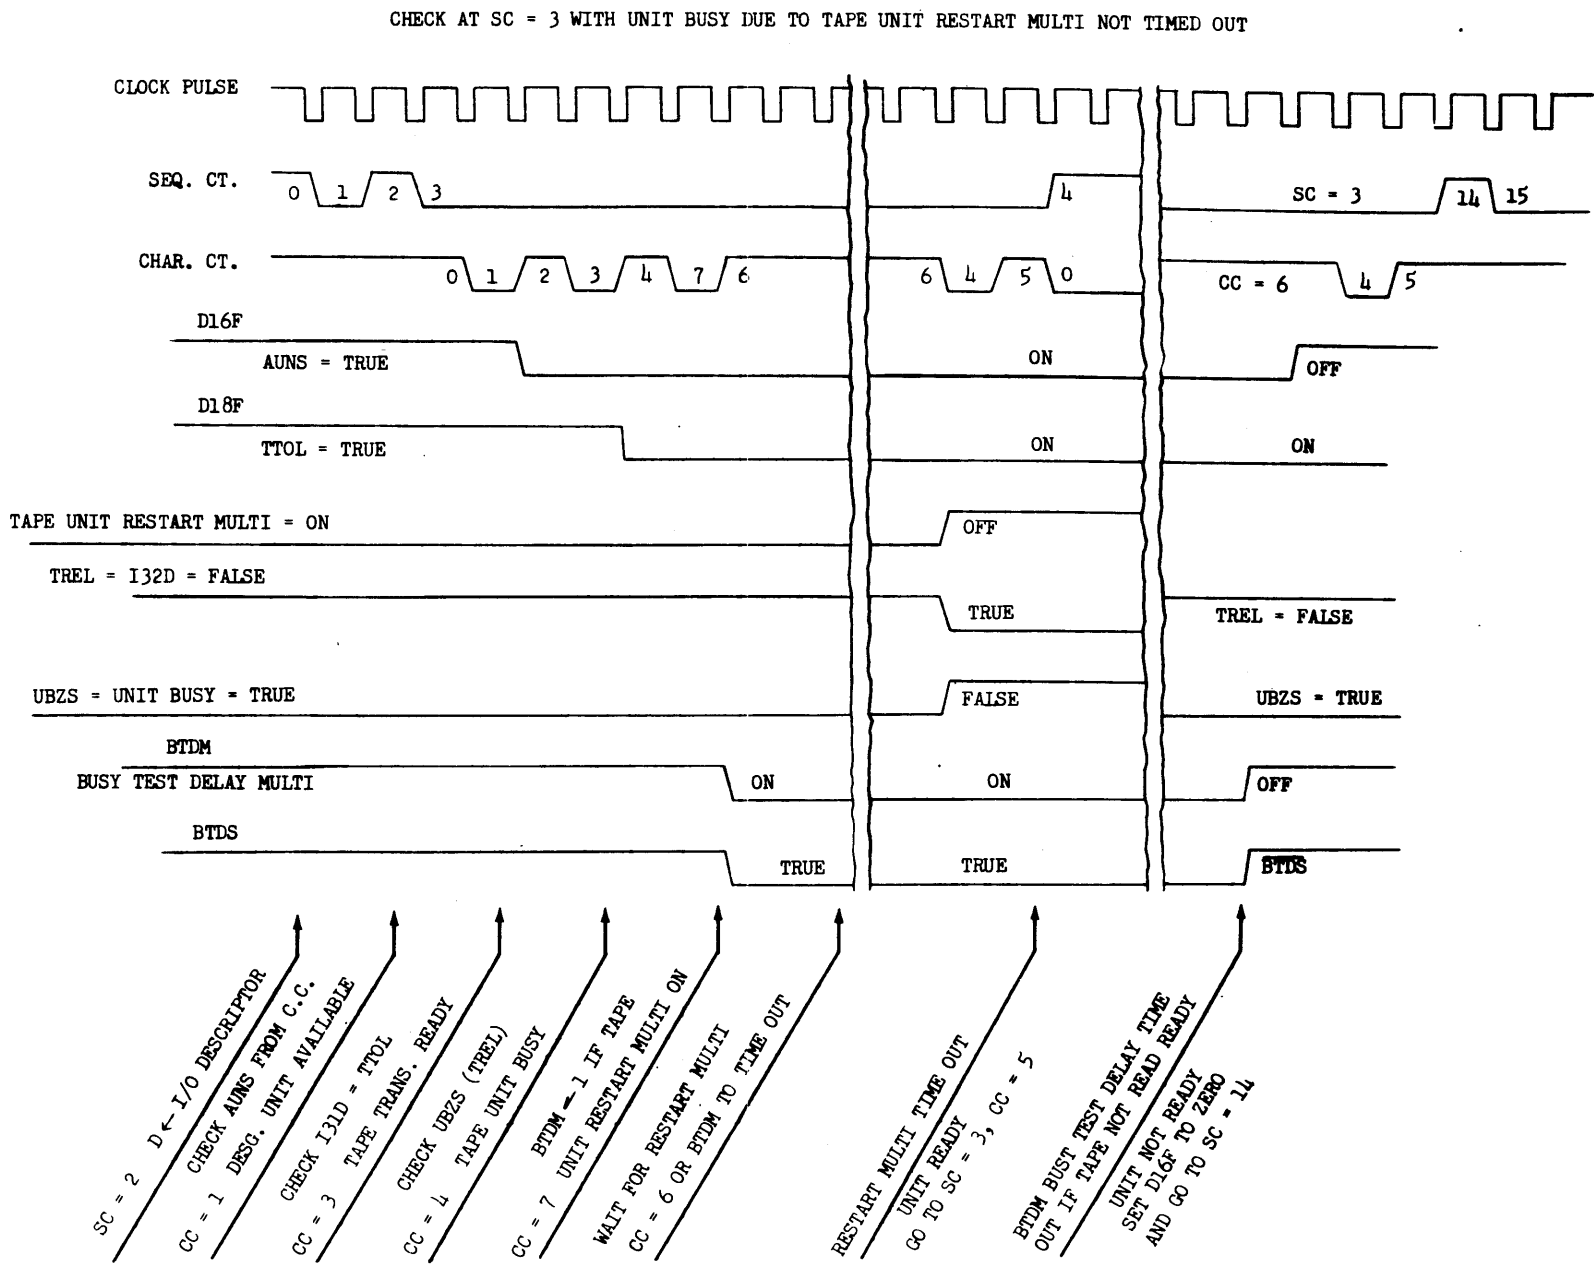 CHECK AT SC = 3 WITH UNIT BUSY DUE TO TAPE UNIT RESTART MULTI NOT TIMED OUT
CLOCK PULSE
SEQ. CT. 0 1 2 3 4 SC = 3 14 15
CHAR. CT. 0 1 2 3 4 7 6 6 4 5 0 CC = 6 4 5
D16F
AUNS = TRUE ON OFF
D18F
TTOL = TRUE ON ON
TAPE UNIT RESTART MULTI = ON OFF
TREL = I32D = FALSE
TRUE TREL = FALSE
UBZS = UNIT BUSY = TRUE FALSE UBZS = TRUE
BTDM
BUSY TEST DELAY MULTI ON ON OFF
BTDS
TRUE TRUE BTDS
SC = 2 D ← I/O DESCRIPTOR
CHECK AUNS FROM C.C.
CC = 1 DESG. UNIT AVAILABLE
CHECK I31D = TTOL
CC = 3 TAPE TRANS. READY
CHECK UBZS (TREL)
CC = 4 TAPE UNIT BUSY
BTDM ← 1 IF TAPE
CC = 7 UNIT RESTART MULTI ON
WAIT FOR RESTART MULTI
CC = 6 OR BTDM TO TIME OUT
RESTART MULTI TIME OUT
UNIT READY
GO TO SC = 3, CC = 5
BTDM BUST TEST DELAY TIME
OUT IF TAPE NOT READ READY
UNIT NOT READY
SET D16F TO ZERO
AND GO TO SC = 14